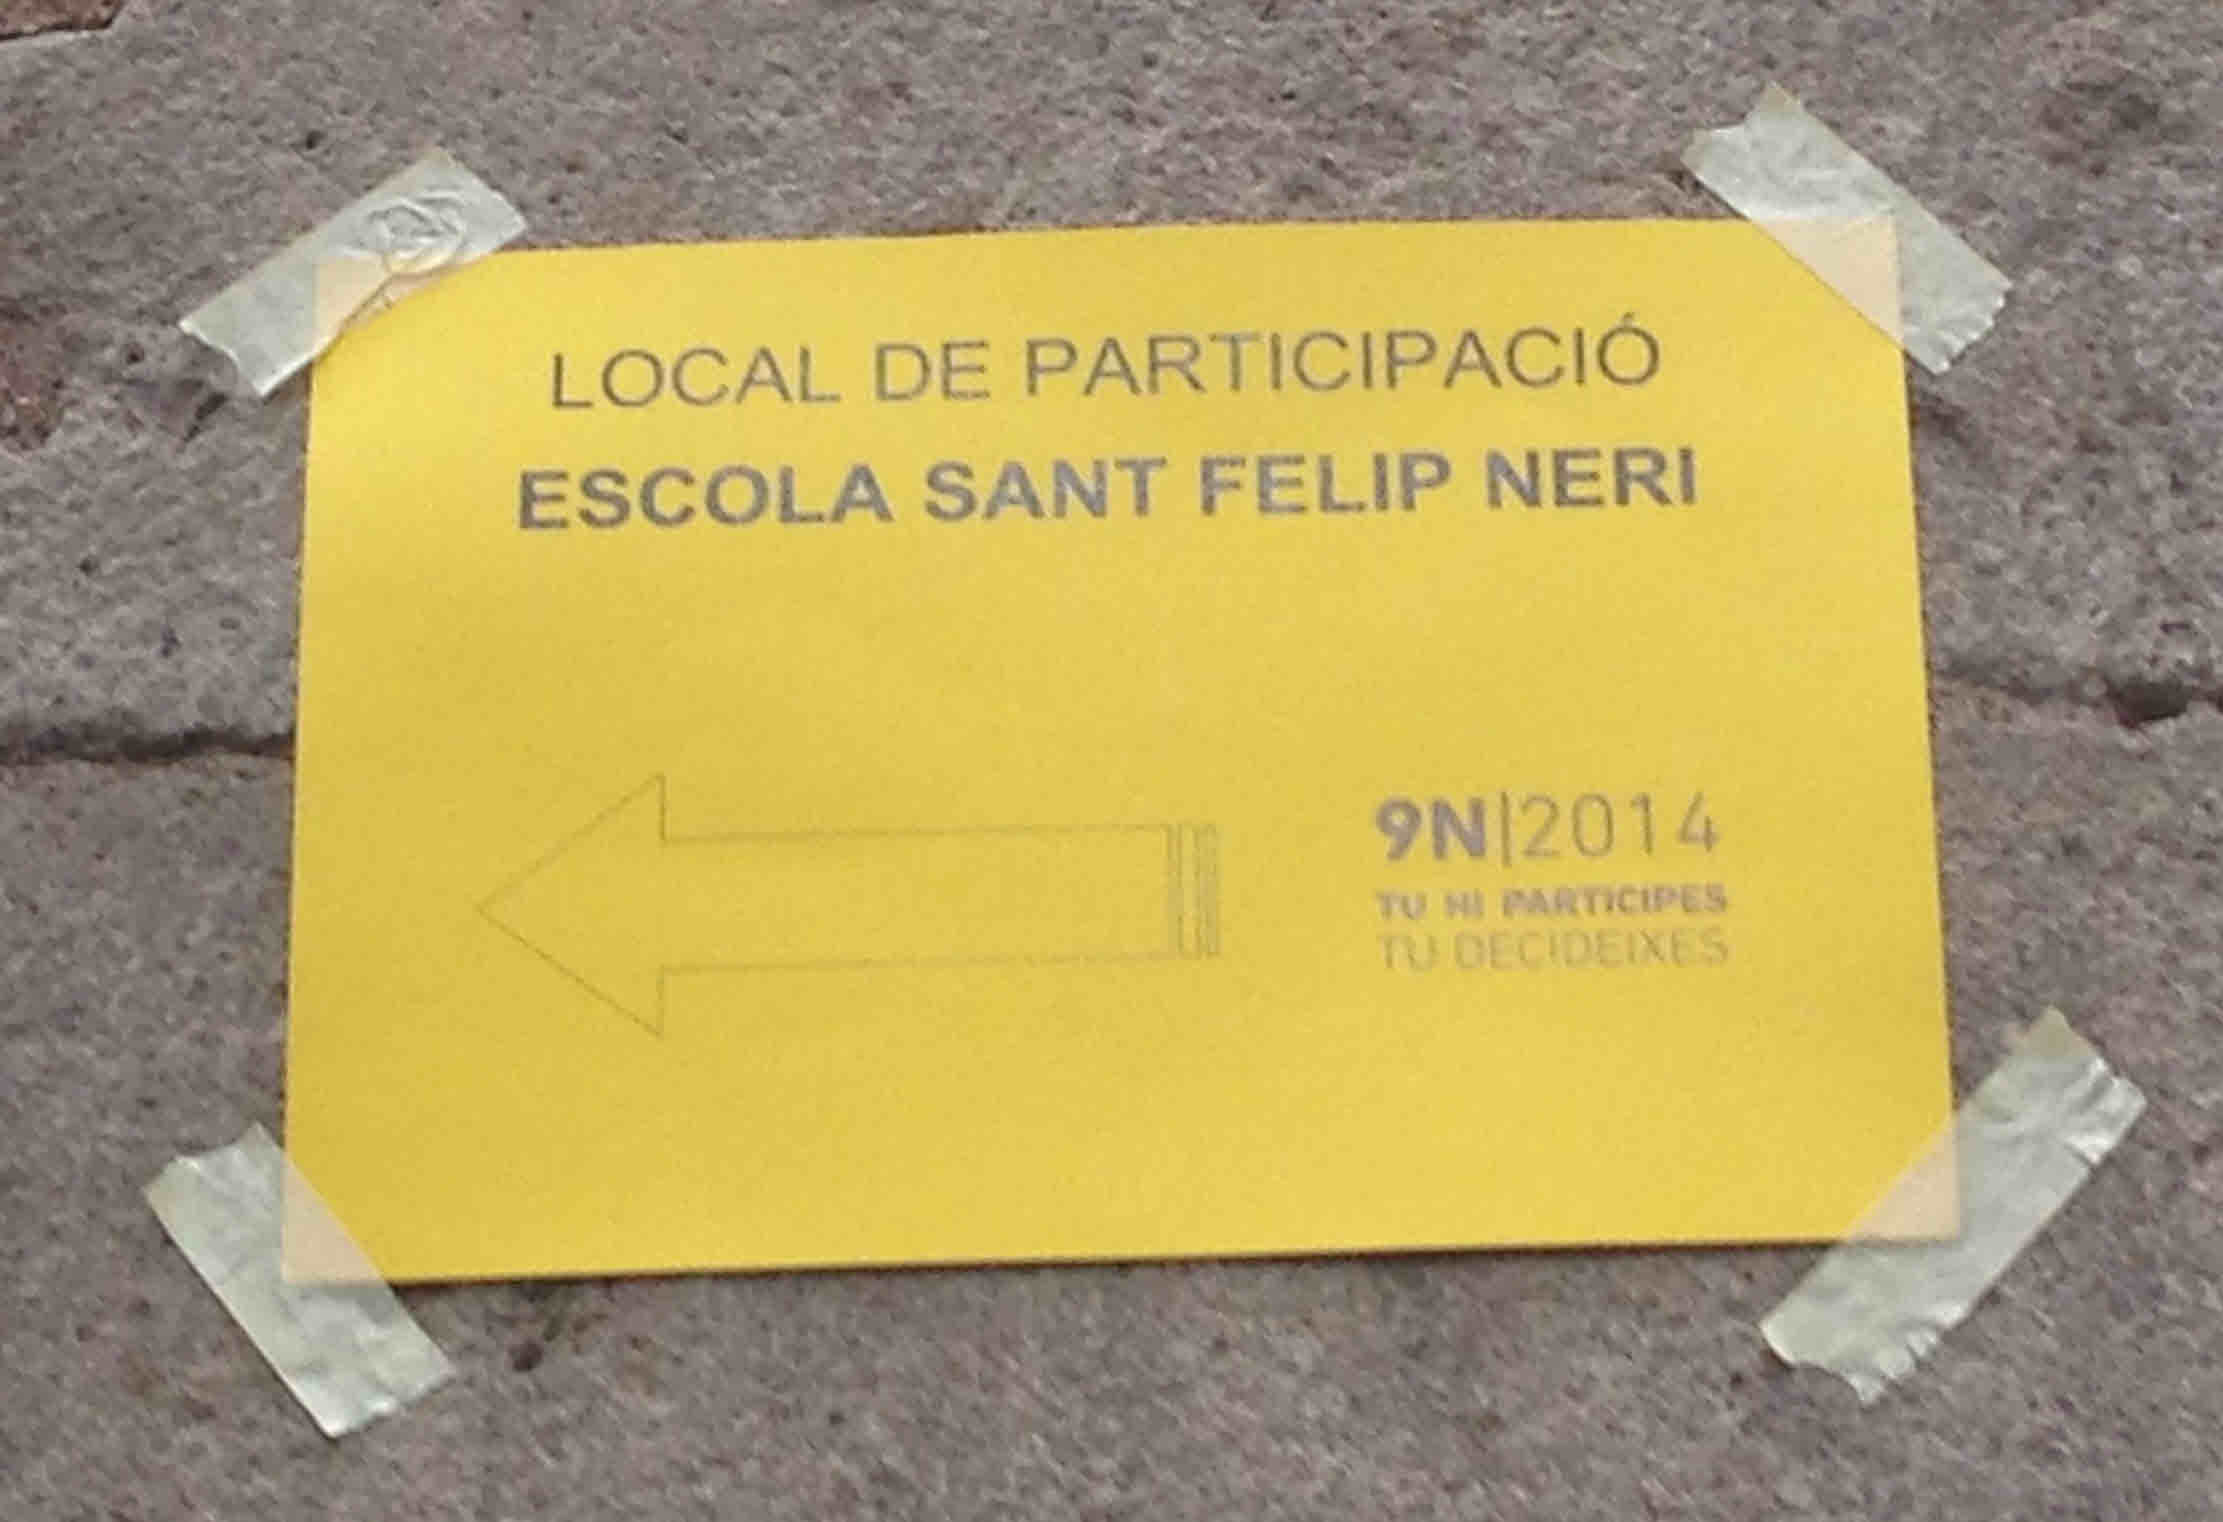 LOCAL DE PARTICIPACIÓ
ESCOLA SANT FELIP NERI
9N|2014
TU HI PARTICIPES
TU DECIDEIXES